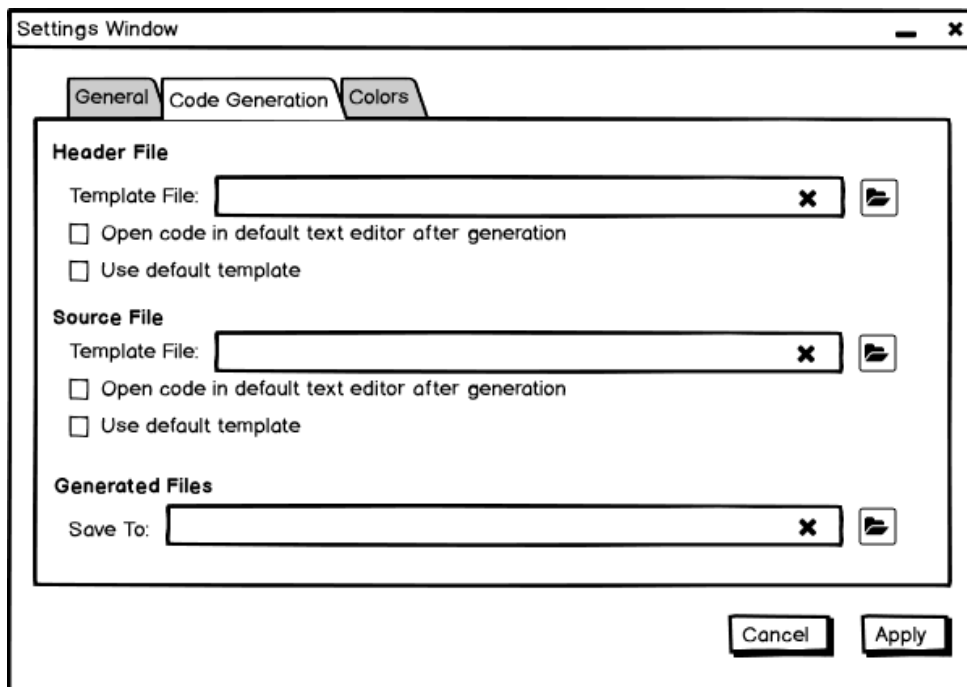 Settings Window
General Code Generation Colors
Header File
Template File:
Open code in default text editor after generation
Use default template
Source File
Template File:
Open code in default text editor after generation
Use default template
Generated Files
Save To:
Cancel Apply